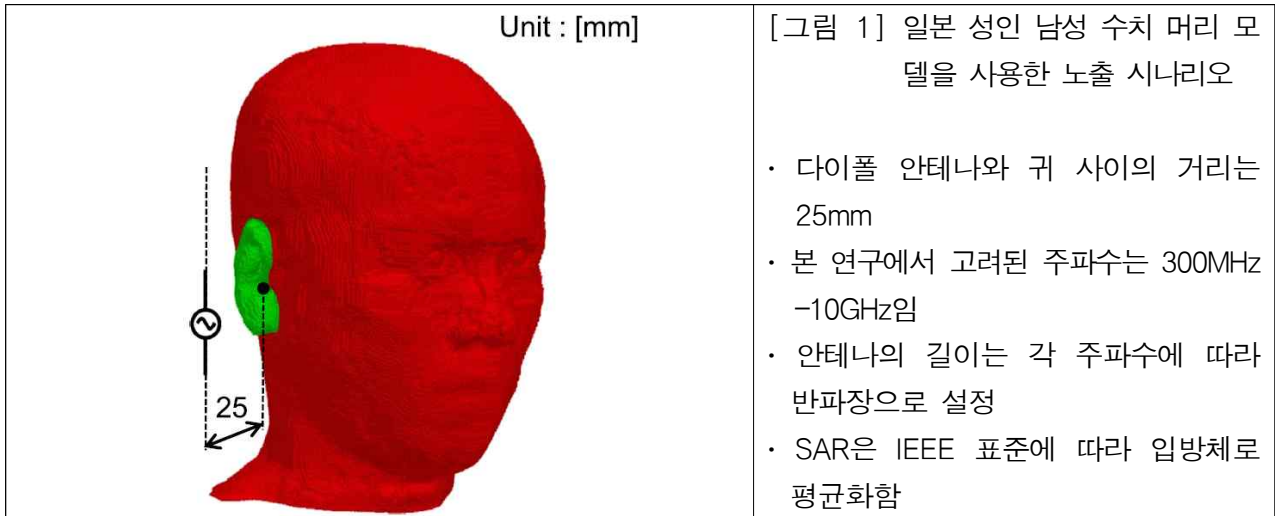 Unit : [mm]
25
[그림 1] 일본 성인 남성 수치 머리 모
델을 사용한 노출 시나리오
· 다이폴 안테나와 귀 사이의 거리는
25mm
· 본 연구에서 고려된 주파수는 300MHz
-10GHz임
· 안테나의 길이는 각 주파수에 따라
반파장으로 설정
· SAR은 IEEE 표준에 따라 입방체로
평균화함